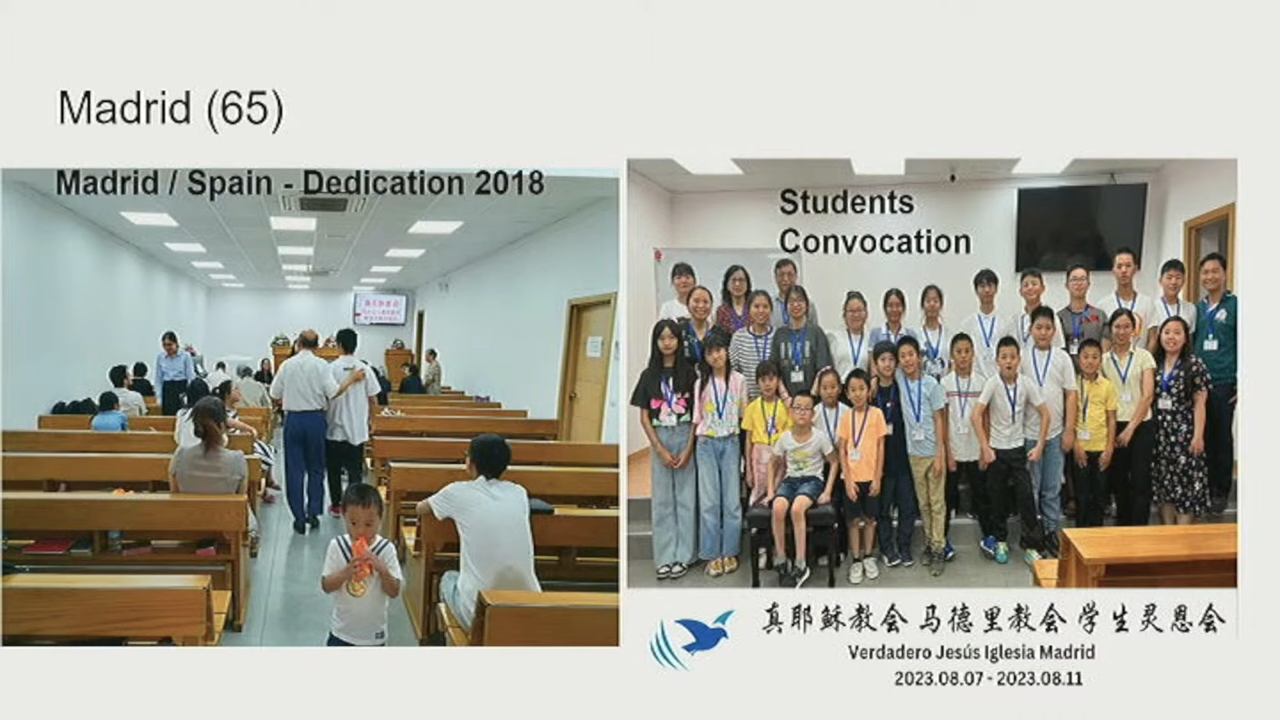 Madrid (65)
Madrid / Spain - Dedication 2018
Students
Convocation
真耶稣教会 马德里教会 学生灵恩会
Verdadero Jesús Iglesia Madrid
2023.08.07 - 2023.08.11